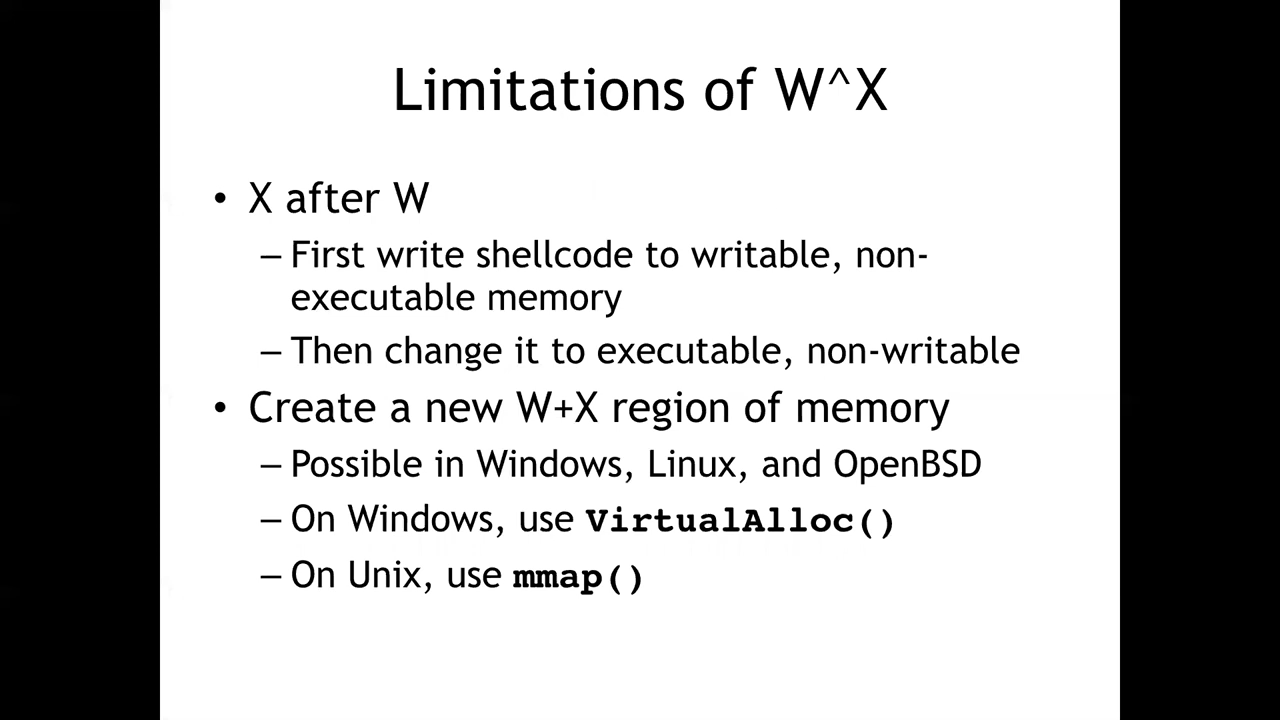 Limitations of W^X
• X after W
– First write shellcode to writable, non-
executable memory
– Then change it to executable, non-writable
• Create a new W+X region of memory
– Possible in Windows, Linux, and OpenBSD
– On Windows, use VirtualAlloc()
– On Unix, use mmap()